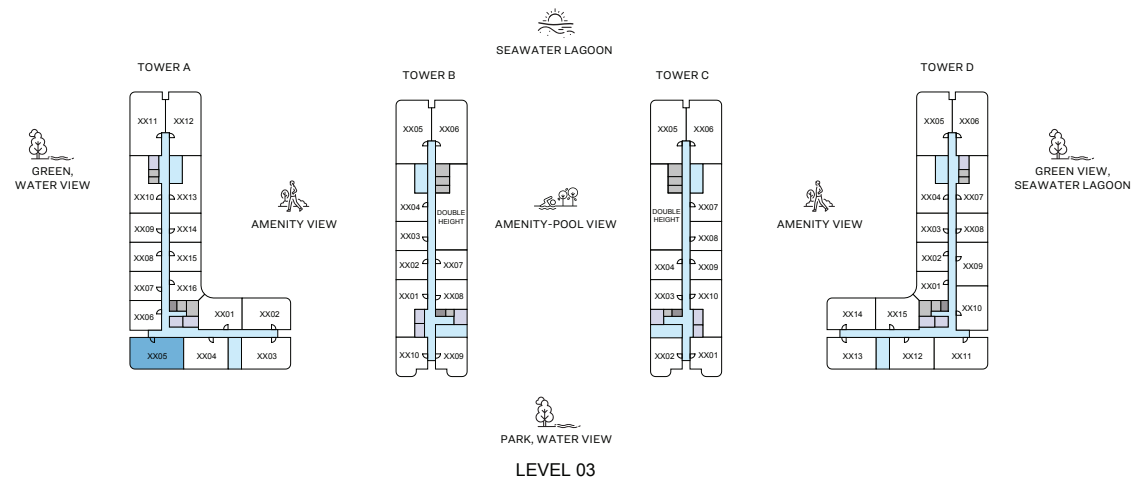 SEAWATER LAGOON
TOWER A
TOWER B
TOWER C
TOWER D
GREEN,
WATER VIEW
AMENITY VIEW
AMENITY-POOL VIEW
AMENITY VIEW
GREEN VIEW,
SEAWATER LAGOON
XX11
XX12
XX10
XX13
XX09
XX14
XX08
XX15
XX07
XX16
XX06
XX01
XX02
XX05
XX04
XX03
XX05
XX06
XX04
DOUBLE
HEIGHT
XX03
XX02
XX07
XX01
XX08
XX10
XX09
XX05
XX06
XX07
DOUBLE
HEIGHT
XX08
XX04
XX09
XX03
XX10
XX02
XX01
XX05
XX06
XX04
XX07
XX03
XX08
XX02
XX09
XX01
XX10
XX14
XX15
XX13
XX12
XX11
PARK, WATER VIEW
LEVEL 03